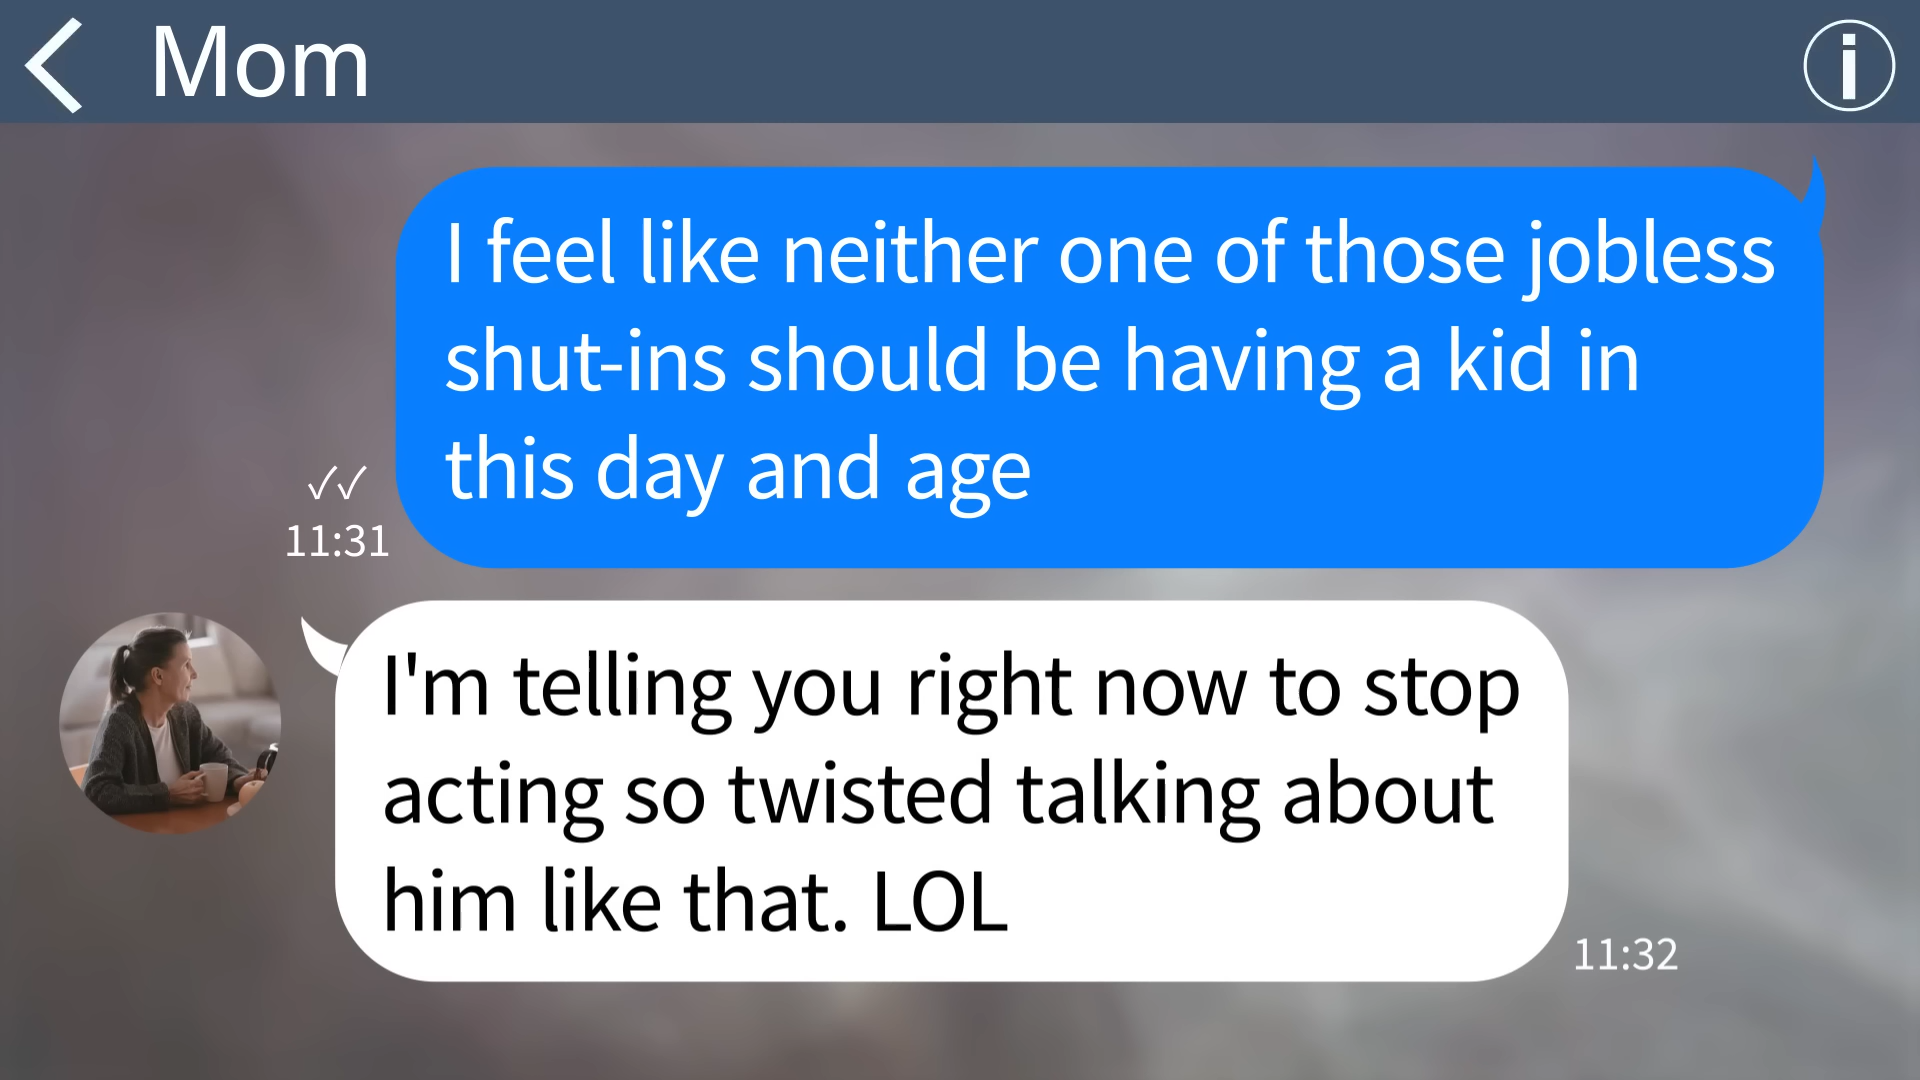 Mom
I feel like neither one of those jobless
shut-ins should be having a kid in
this day and age
11:31
I'm telling you right now to stop
acting so twisted talking about
him like that. LOL
11:32